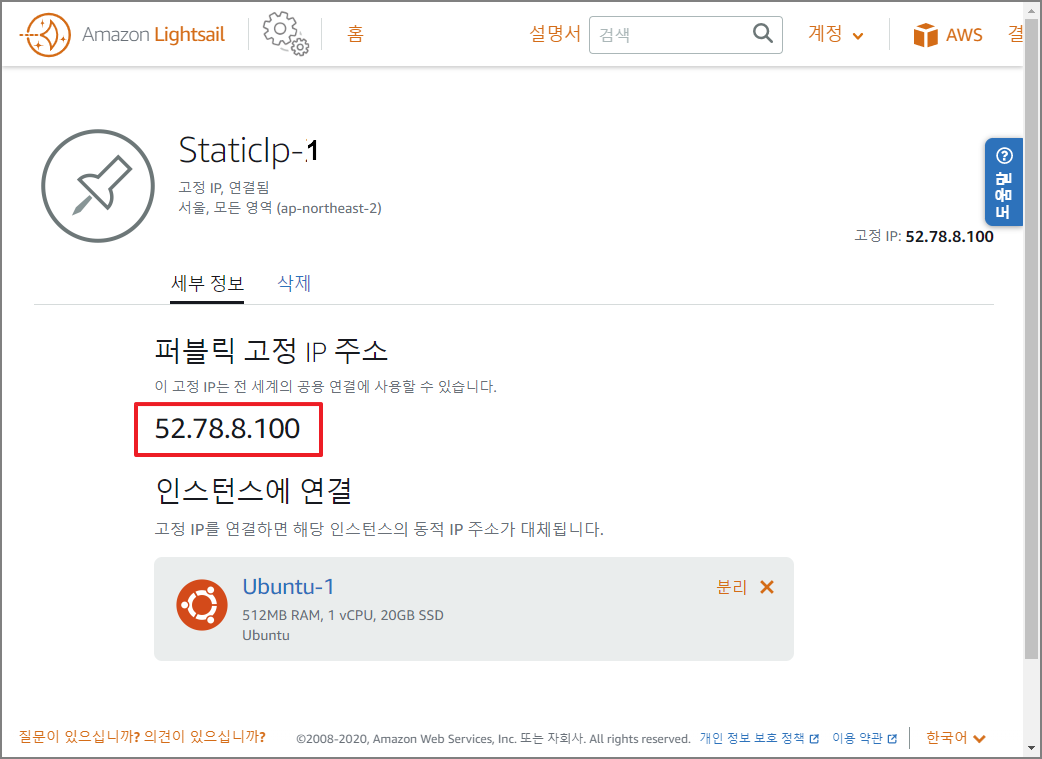 Amazon Lightsail
홈
설명서
검색
계정
AWS
결
StaticIp-1
고정 IP, 연결됨
서울, 모든 영역 (ap-northeast-2)
도움말
고정 IP: 52.78.8.100
세부 정보
삭제
퍼블릭 고정 IP 주소
이 고정 IP는 전 세계의 공용 연결에 사용할 수 있습니다.
52.78.8.100
인스턴스에 연결
고정 IP를 연결하면 해당 인스턴스의 동적 IP 주소가 대체됩니다.
Ubuntu-1
분리
512MB RAM, 1 vCPU, 20GB SSD
Ubuntu
질문이 있으십니까? 의견이 있으십니까?
©2008-2020, Amazon Web Services, Inc. 또는 자회사. All rights reserved.
개인 정보 보호 정책
이용 약관
한국어